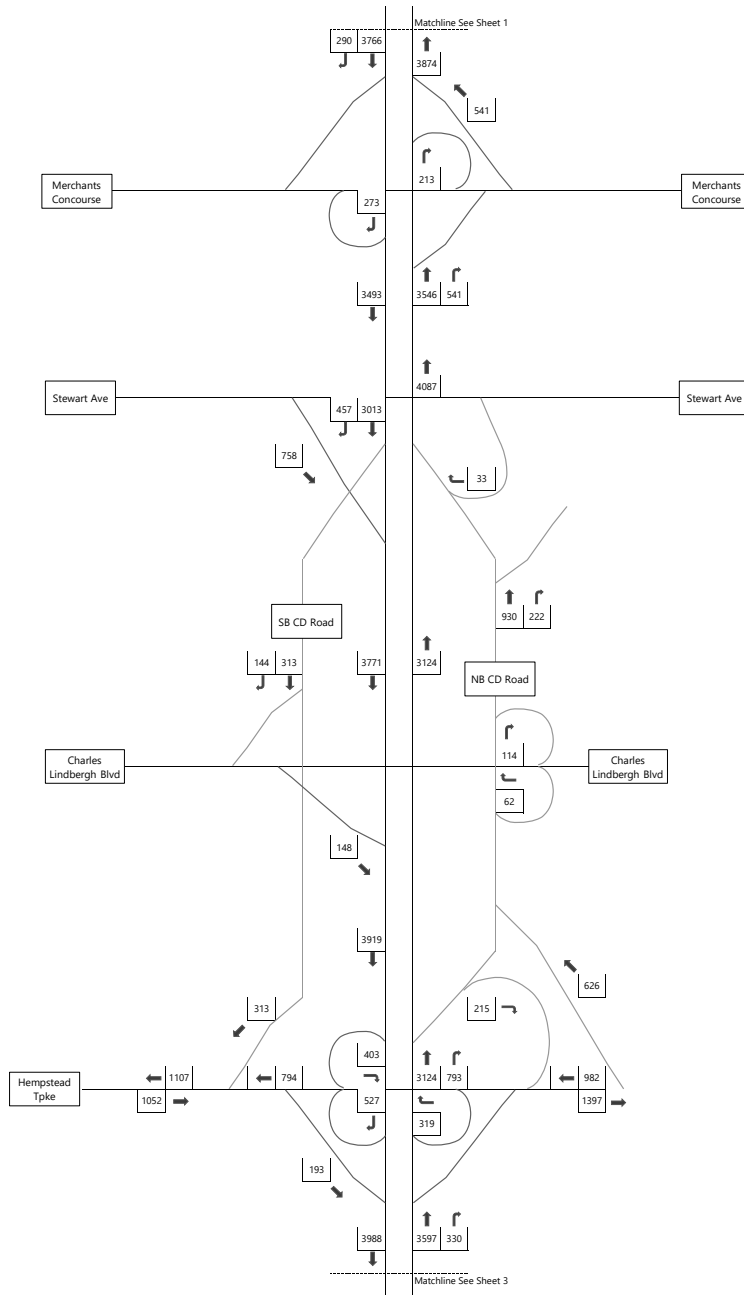 Matchline See Sheet 1
290 3766
3874
541
Merchants
Concourse
213
Merchants
Concourse
273
3493
3546 541
4087
Stewart Ave
Stewart Ave
457 3013
758
33
930 222
SB CD Road
144 313
3771
3124
NB CD Road
114
Charles
Lindbergh Blvd
Charles
Lindbergh Blvd
62
148
3919
626
313
215
403
1107
794
3124 793
982
Hempstead
Tpke
1052
527
1397
319
193
3988
3597 330
Matchline See Sheet 3